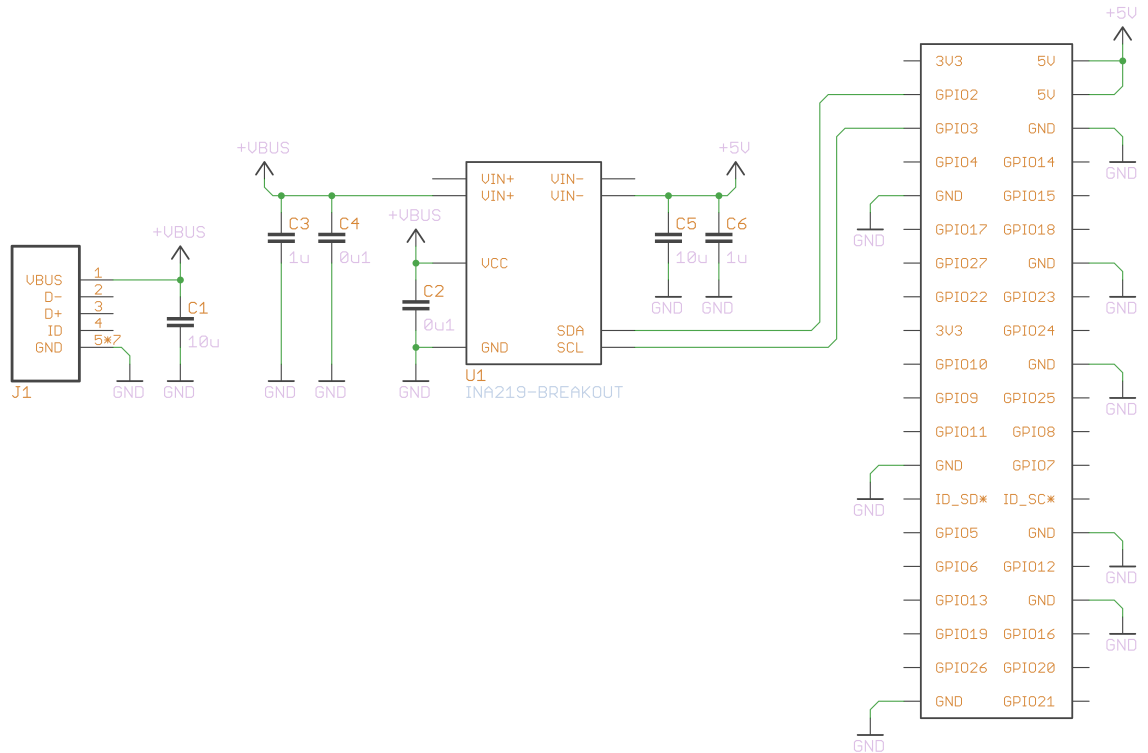 +5V
3V3 5V
GPIO2 5V
GPIO3 GND
GPIO4 GPIO14
GND
GND GPIO15
GPIO17 GPIO18
GND
GPIO27 GND
GPIO22 GPIO23
GND
3V3 GPIO24
GPIO10 GND
GPIO9 GPIO25
GND
GPIO11 GPIO8
GND GPIO7
ID_SD* ID_SC*
GND
GPIO5 GND
GPIO6 GPIO12
GND
GPIO13 GND
GPIO19 GPIO16
GND
GPIO26 GPIO20
GND GPIO21
GND
+VBUS
C3
1u
GND
C4
0u1
GND
+VBUS
C2
0u1
GND
VIN+ VIN-
VIN+ VIN-
VCC
SDA
GND SCL
U1
INA219-BREAKOUT
+5V
C5
10u
GND
C6
1u
GND
+VBUS
VBUS 1
D- 2
D+ 3
ID 4
GND 5*7
J1
GND
C1
10u
GND